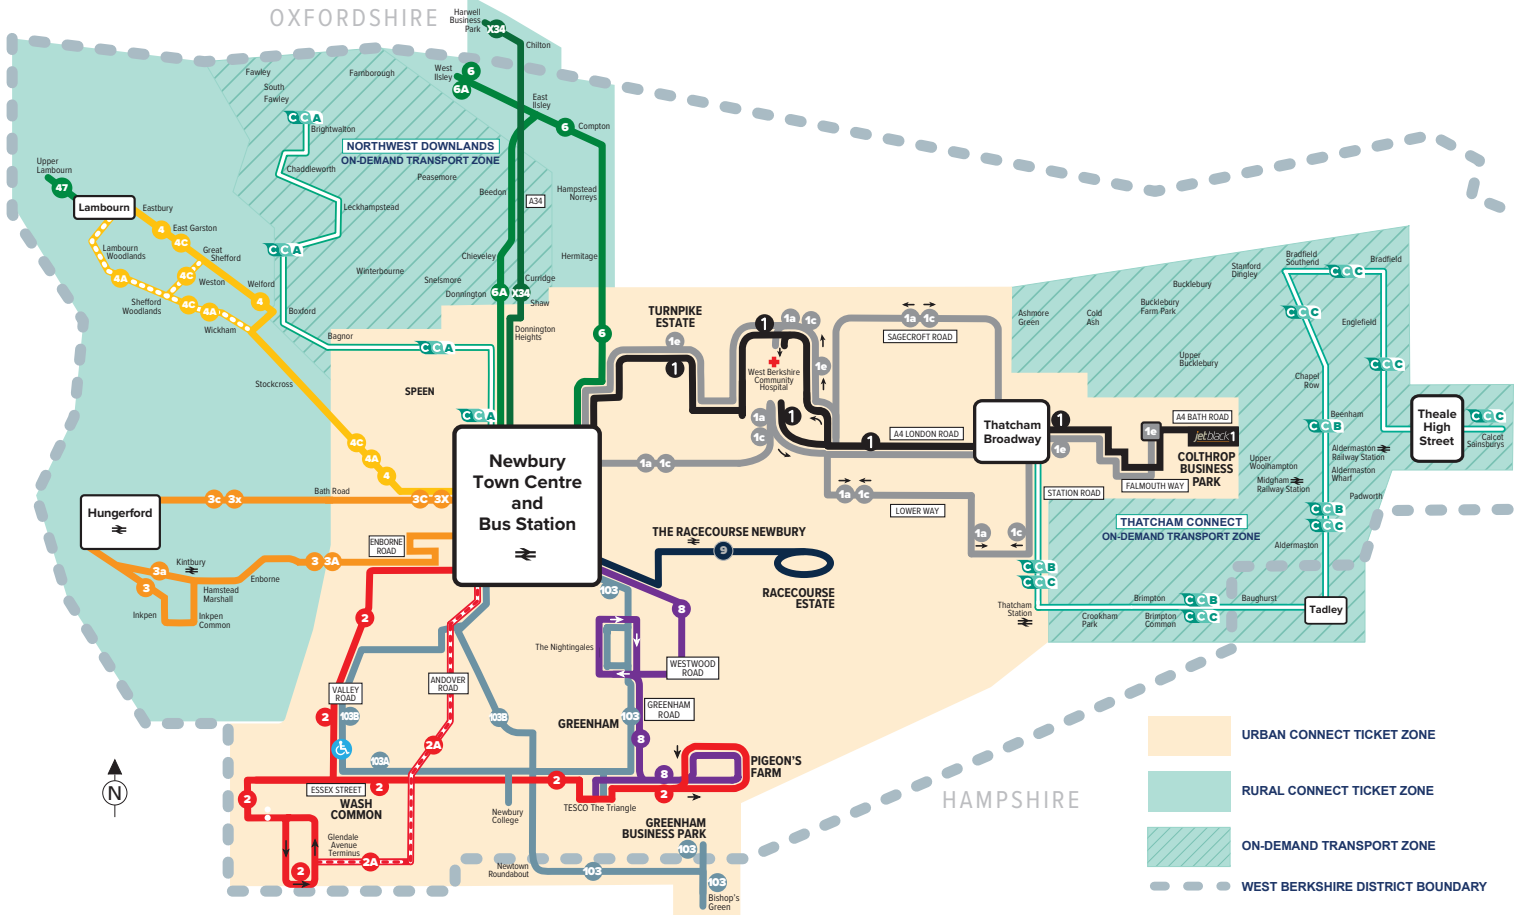 OXFORDSHIRE
Harwell
Business
Park
X34
Chilton
Fawley
South
Fawley
Farnborough
West
Ilsley
6
6A
East
Ilsley
6
Compton
C C A
Brightwalton
NORTHWEST DOWNLANDS
ON-DEMAND TRANSPORT ZONE
Chaddleworth
Peasemore
Leckhampstead
Beedon
A34
Hampstead
Norreys
Upper
Lambourn
47
Lambourn
Eastbury
4
East Garston
4C
Great
Shefford
Lambourn
Woodlands
4A
4C
Weston
Shefford
Woodlands
4C
4A
Wickham
Welford
4
C C A
Winterbourne
Boxford
Bagnor
C C A
Chieveley
Snelsmore
Donnington
6A
X34
Curridge
Shaw
Donnington
Heights
Hermitage
6
Stockcross
SPEEN
C C A
4C
4A
4
TURNPIKE
ESTATE
1e
1
1
1a
1c
West Berkshire
Community
Hospital
1e
1a
1c
1
1a
1c
SAGECROFT ROAD
A4 LONDON ROAD
1
1a 1c
1a 1c
LOWER WAY
1a
1c
Thatcham
Broadway
1
1e
1e
A4 BATH ROAD
jetblack 1
COLTHROP
BUSINESS
PARK
FALMOUTH WAY
STATION ROAD
Ashmore
Green
Cold
Ash
Stanford
Dingley
Bucklebury
Bucklebury
Farm Park
Upper
Bucklebury
Bradfield
Southend
C C C
Bradfield
C C C
Englefield
C C C
Chapel
Row
Beenham
C C B
Theale
High
Street
C C C
Calcot
Sainsburys
Aldermaston
Railway Station
Aldermaston
Wharf
Padworth
Upper
Woolhampton
Midgham
Railway Station
C C B
C C C
Aldermaston
THATCHAM CONNECT
ON-DEMAND TRANSPORT ZONE
C C B
C C C
Thatcham
Station
Crookham
Park
Brimpton
Brimpton
Common
C C B
C C C
Baughurst
Tadley
Newbury
Town Centre
and
Bus Station
Hungerford
3c 3x
Bath Road
3C 3X
ENBORNE
ROAD
3a
Kintbury
3
3 3A
Enborne
Hamstead
Marshall
Inkpen
Inkpen
Common
THE RACECOURSE NEWBURY
9
RACECOURSE
ESTATE
103
8
The Nightingales
WESTWOOD
ROAD
GREENHAM
ROAD
GREENHAM
103
8
2
VALLEY
ROAD
2
103B
ANDOVER
ROAD
103B
2A
103A
ESSEX STREET
2
2
WASH
COMMON
2
8
PIGEON'S
FARM
2
TESCO The Triangle
Newbury
College
Glendale
Avenue
Terminus
2
2A
GREENHAM
BUSINESS PARK
103
Newtown
Roundabout
103
103
Bishop's
Green
N
HAMPSHIRE
URBAN CONNECT TICKET ZONE
RURAL CONNECT TICKET ZONE
ON-DEMAND TRANSPORT ZONE
WEST BERKSHIRE DISTRICT BOUNDARY